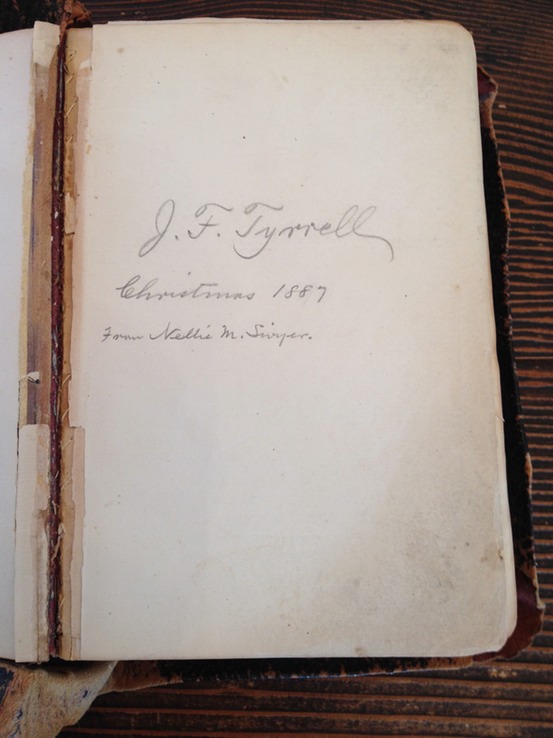 J. F. Tyrrell
Christmas 1887
From Nellie M.